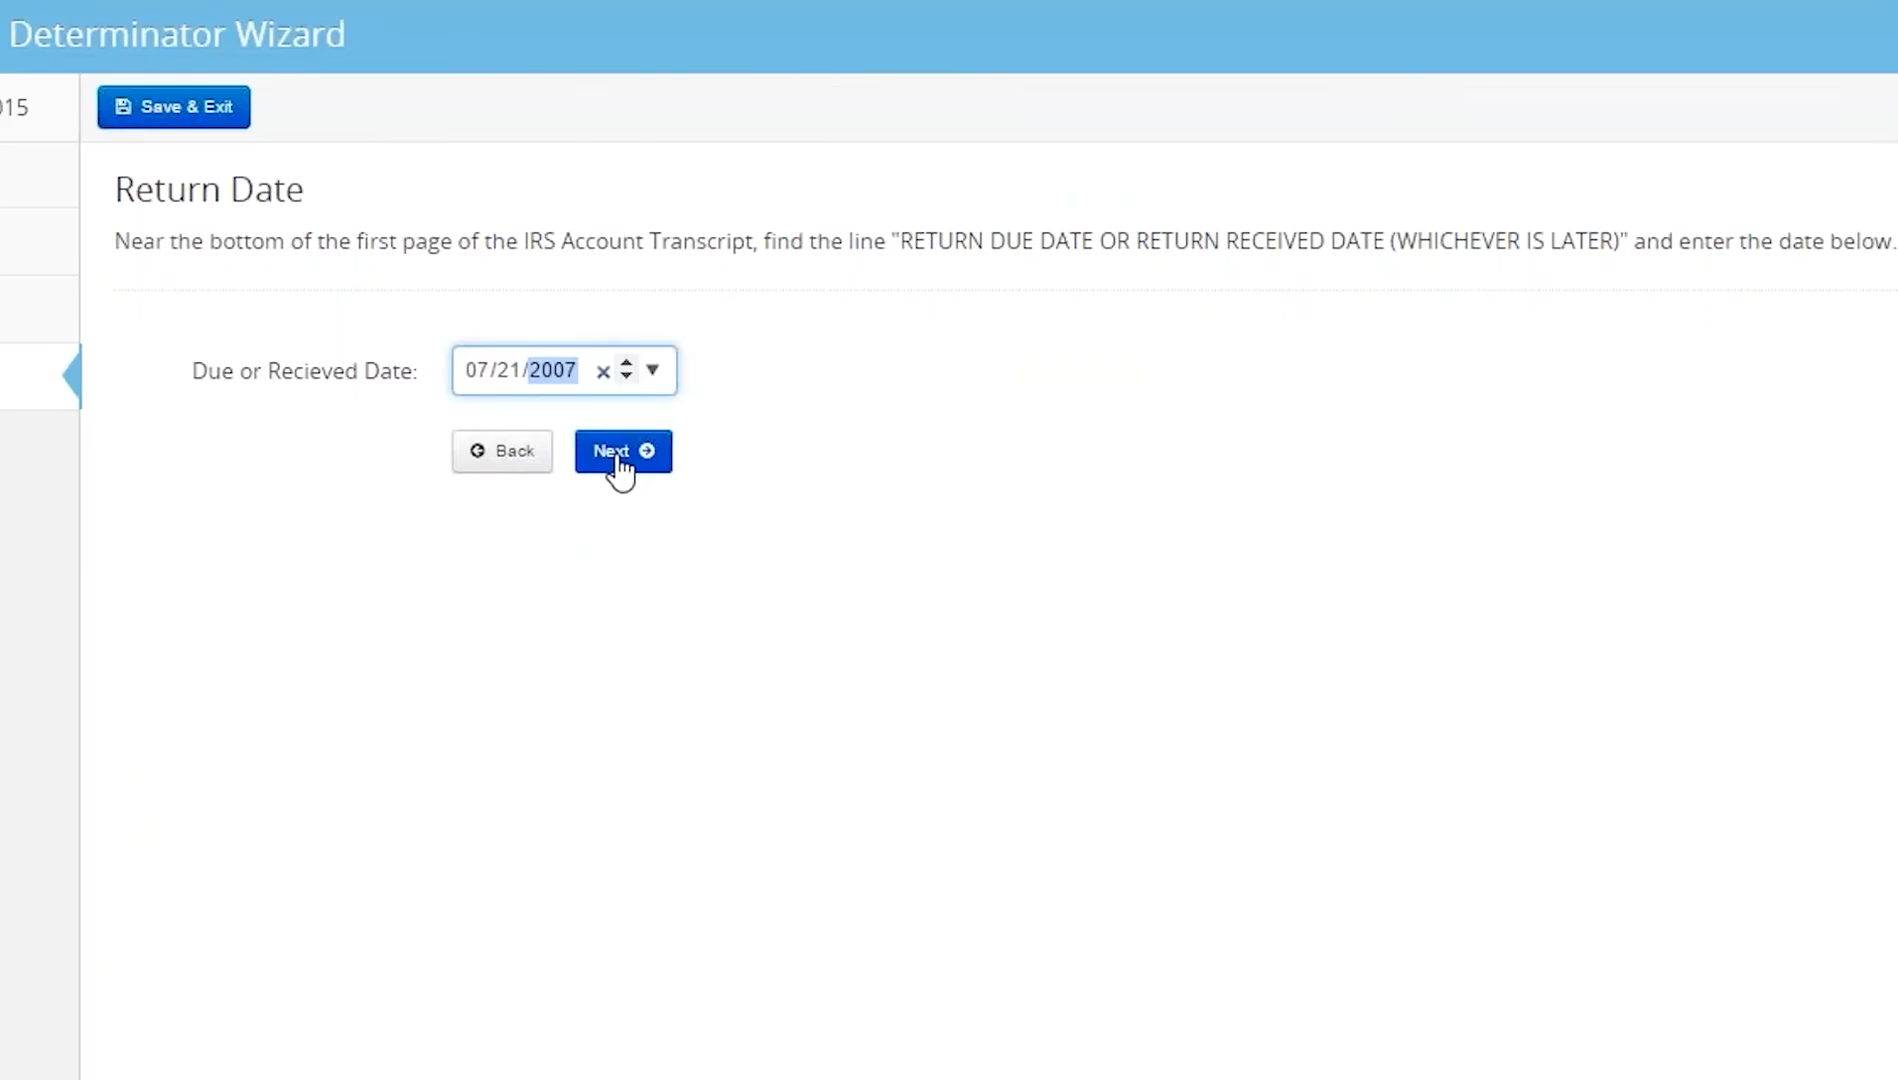 Determinator Wizard
015
Save & Exit
Return Date
Near the bottom of the first page of the IRS Account Transcript, find the line "RETURN DUE DATE OR RETURN RECEIVED DATE (WHICHEVER IS LATER)" and enter the date below.
Due or Recieved Date: 07/21/2007
Back Next